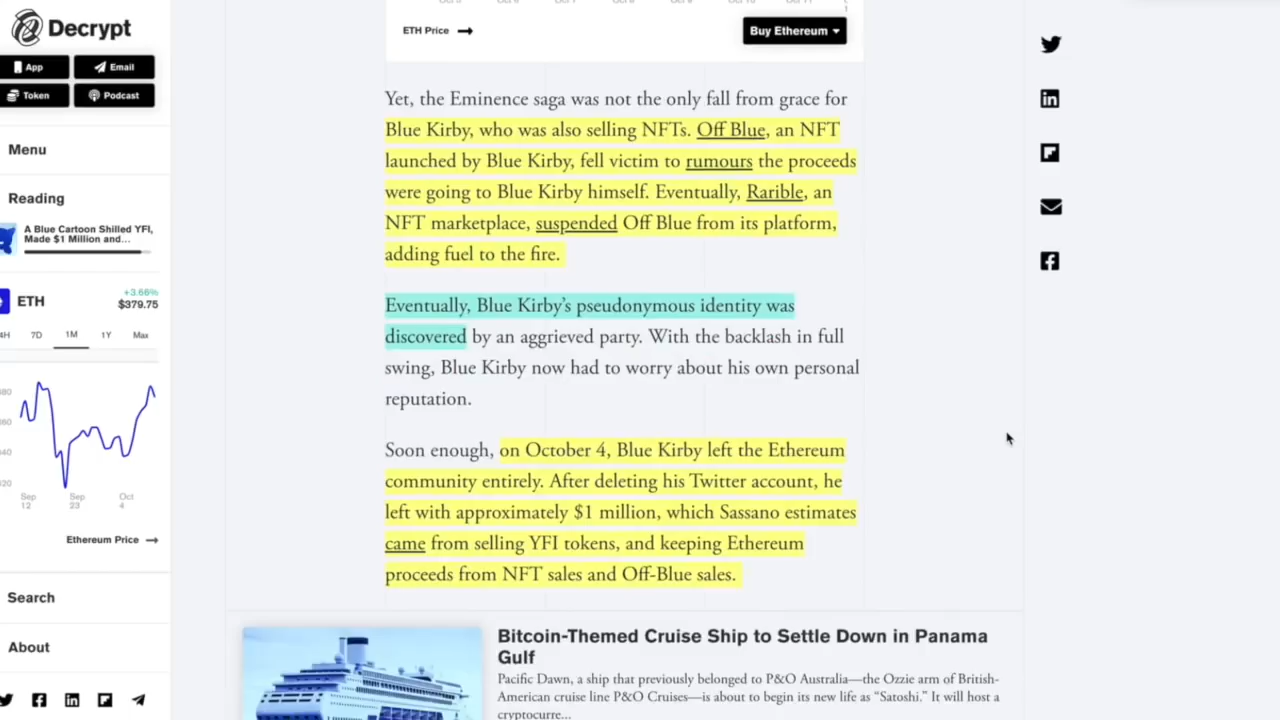 Decrypt
App
Email
Token
Podcast
Menu
Reading
A Blue Cartoon Shilled YFI,
Made $1 Million and...
ETH
+3.66%
$379.75
4H 7D 1M 1Y Max
Sep 12
Sep 23
Oct 4
Ethereum Price
Search
About
ETH Price
Buy Ethereum
Yet, the Eminence saga was not the only fall from grace for
Blue Kirby, who was also selling NFTs. Off Blue, an NFT
launched by Blue Kirby, fell victim to rumours the proceeds
were going to Blue Kirby himself. Eventually, Rarible, an
NFT marketplace, suspended Off Blue from its platform,
adding fuel to the fire.
Eventually, Blue Kirby's pseudonymous identity was
discovered by an aggrieved party. With the backlash in full
swing, Blue Kirby now had to worry about his own personal
reputation.
Soon enough, on October 4, Blue Kirby left the Ethereum
community entirely. After deleting his Twitter account, he
left with approximately $1 million, which Sassano estimates
came from selling YFI tokens, and keeping Ethereum
proceeds from NFT sales and Off-Blue sales.
Bitcoin-Themed Cruise Ship to Settle Down in Panama
Gulf
Pacific Dawn, a ship that previously belonged to P&O Australia—the Ozzie arm of British-
American cruise line P&O Cruises—is about to begin its new life as “Satoshi.” It will host a
cryptocurre...